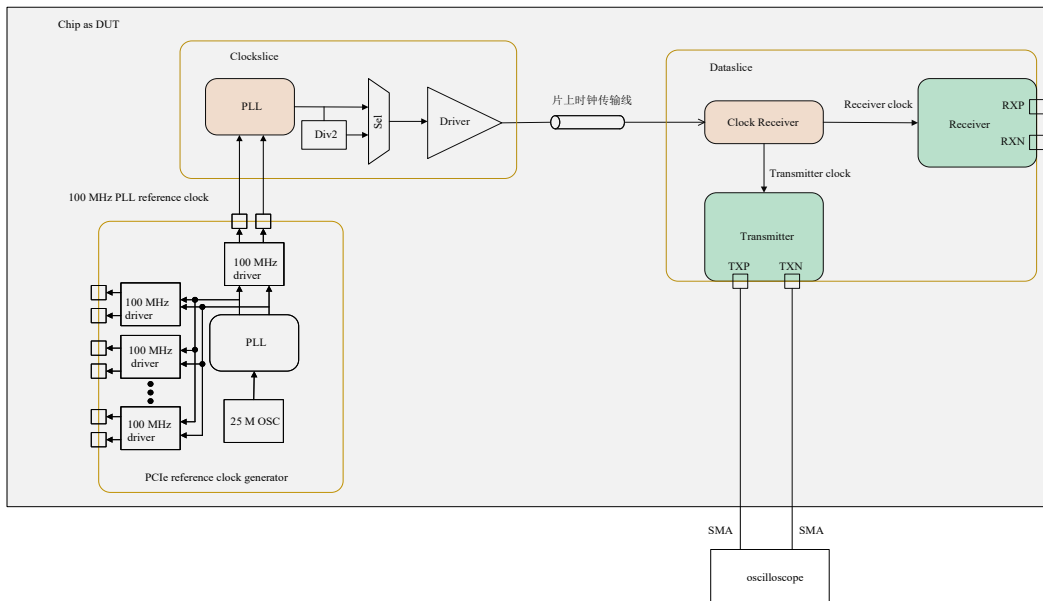 Chip as DUT
Clockslice
Dataslice
PLL
Div2
Sel
Driver
片上时钟传输线
Clock Receiver
Receiver clock
Receiver
RXP
RXN
Transmitter clock
Transmitter
TXP
TXN
100 MHz PLL reference clock
100 MHz
driver
100 MHz
driver
PLL
100 MHz
driver
100 MHz
driver
25 M OSC
PCIe reference clock generator
SMA
SMA
oscilloscope